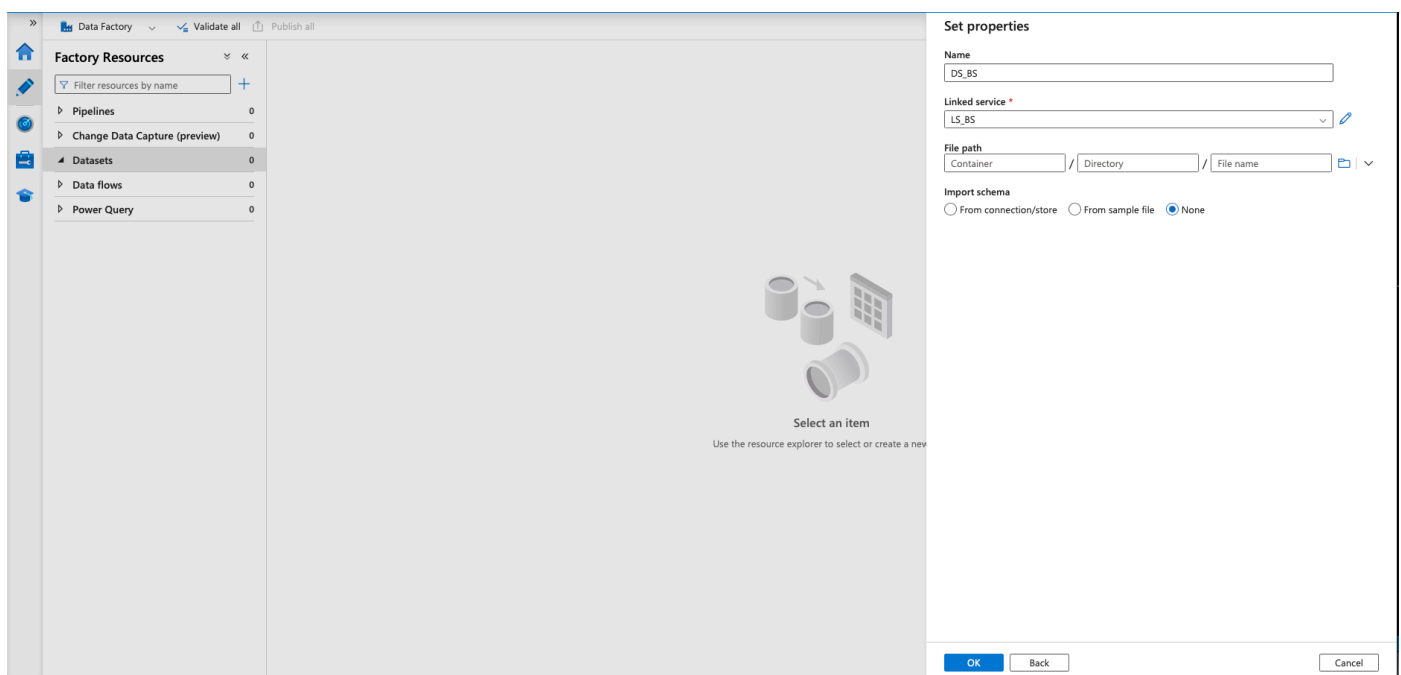 »
Data Factory
Validate all
Publish all
Factory Resources
Filter resources by name
Pipelines 0
Change Data Capture (preview) 0
Datasets 0
Data flows 0
Power Query 0
Select an item
Use the resource explorer to select or create a new
Set properties
Name
DS_BS
Linked service *
LS_BS
File path
Container / Directory / File name
Import schema
From connection/store From sample file None
OK Back Cancel